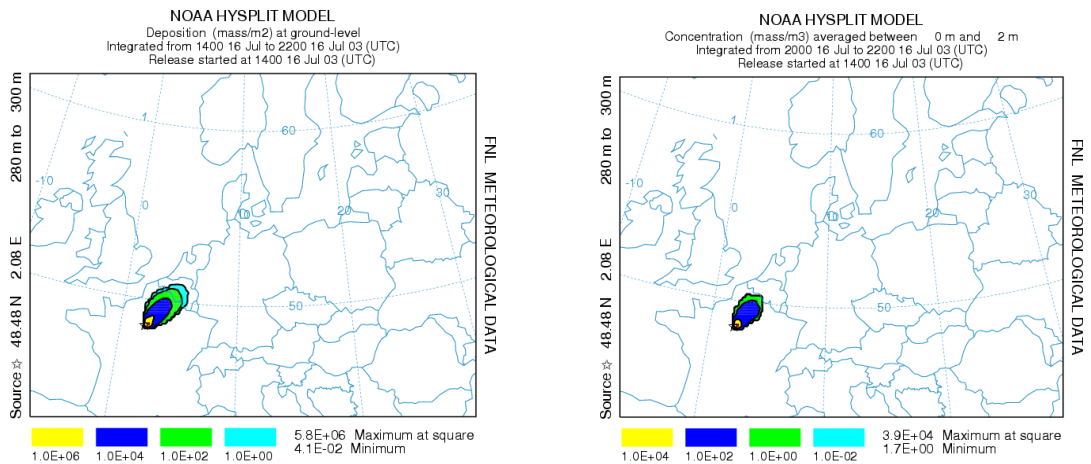 NOAA HYSPLIT MODEL
Deposition (mass/m2) at ground-level
Integrated from 1400 16 Jul to 2200 16 Jul 03 (UTC)
Release started at 1400 16 Jul 03 (UTC)
Source ☆ 48.48 N 2.08 E 280 m to 300 m
1
60
-10
0
10
20
30
50
FNL METEOROLOGICAL DATA
5.8E+06 Maximum at square
4.1E-02 Minimum
1.0E+06 1.0E+04 1.0E+02 1.0E+00
NOAA HYSPLIT MODEL
Concentration (mass/m3) averaged between 0 m and 2 m
Integrated from 2000 16 Jul to 2200 16 Jul 03 (UTC)
Release started at 1400 16 Jul 03 (UTC)
Source ☆ 48.48 N 2.08 E 280 m to 300 m
1
60
-10
0
10
20
30
50
FNL METEOROLOGICAL DATA
3.9E+04 Maximum at square
1.7E+00 Minimum
1.0E+04 1.0E+02 1.0E+00 1.0E-02